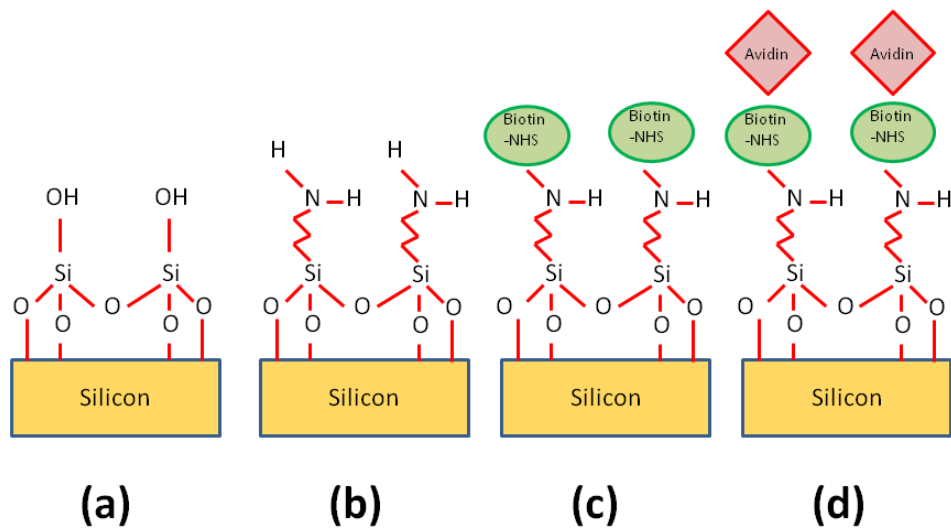 Avidin Avidin
Biotin Biotin Biotin Biotin
-NHS -NHS -NHS -NHS
H H
OH OH N H N H N H N H N H N H N H N H
Si Si Si Si Si Si Si Si
O O O O O O O O O O O O
O O O O O O O O
Silicon Silicon Silicon Silicon
(a) (b) (c) (d)